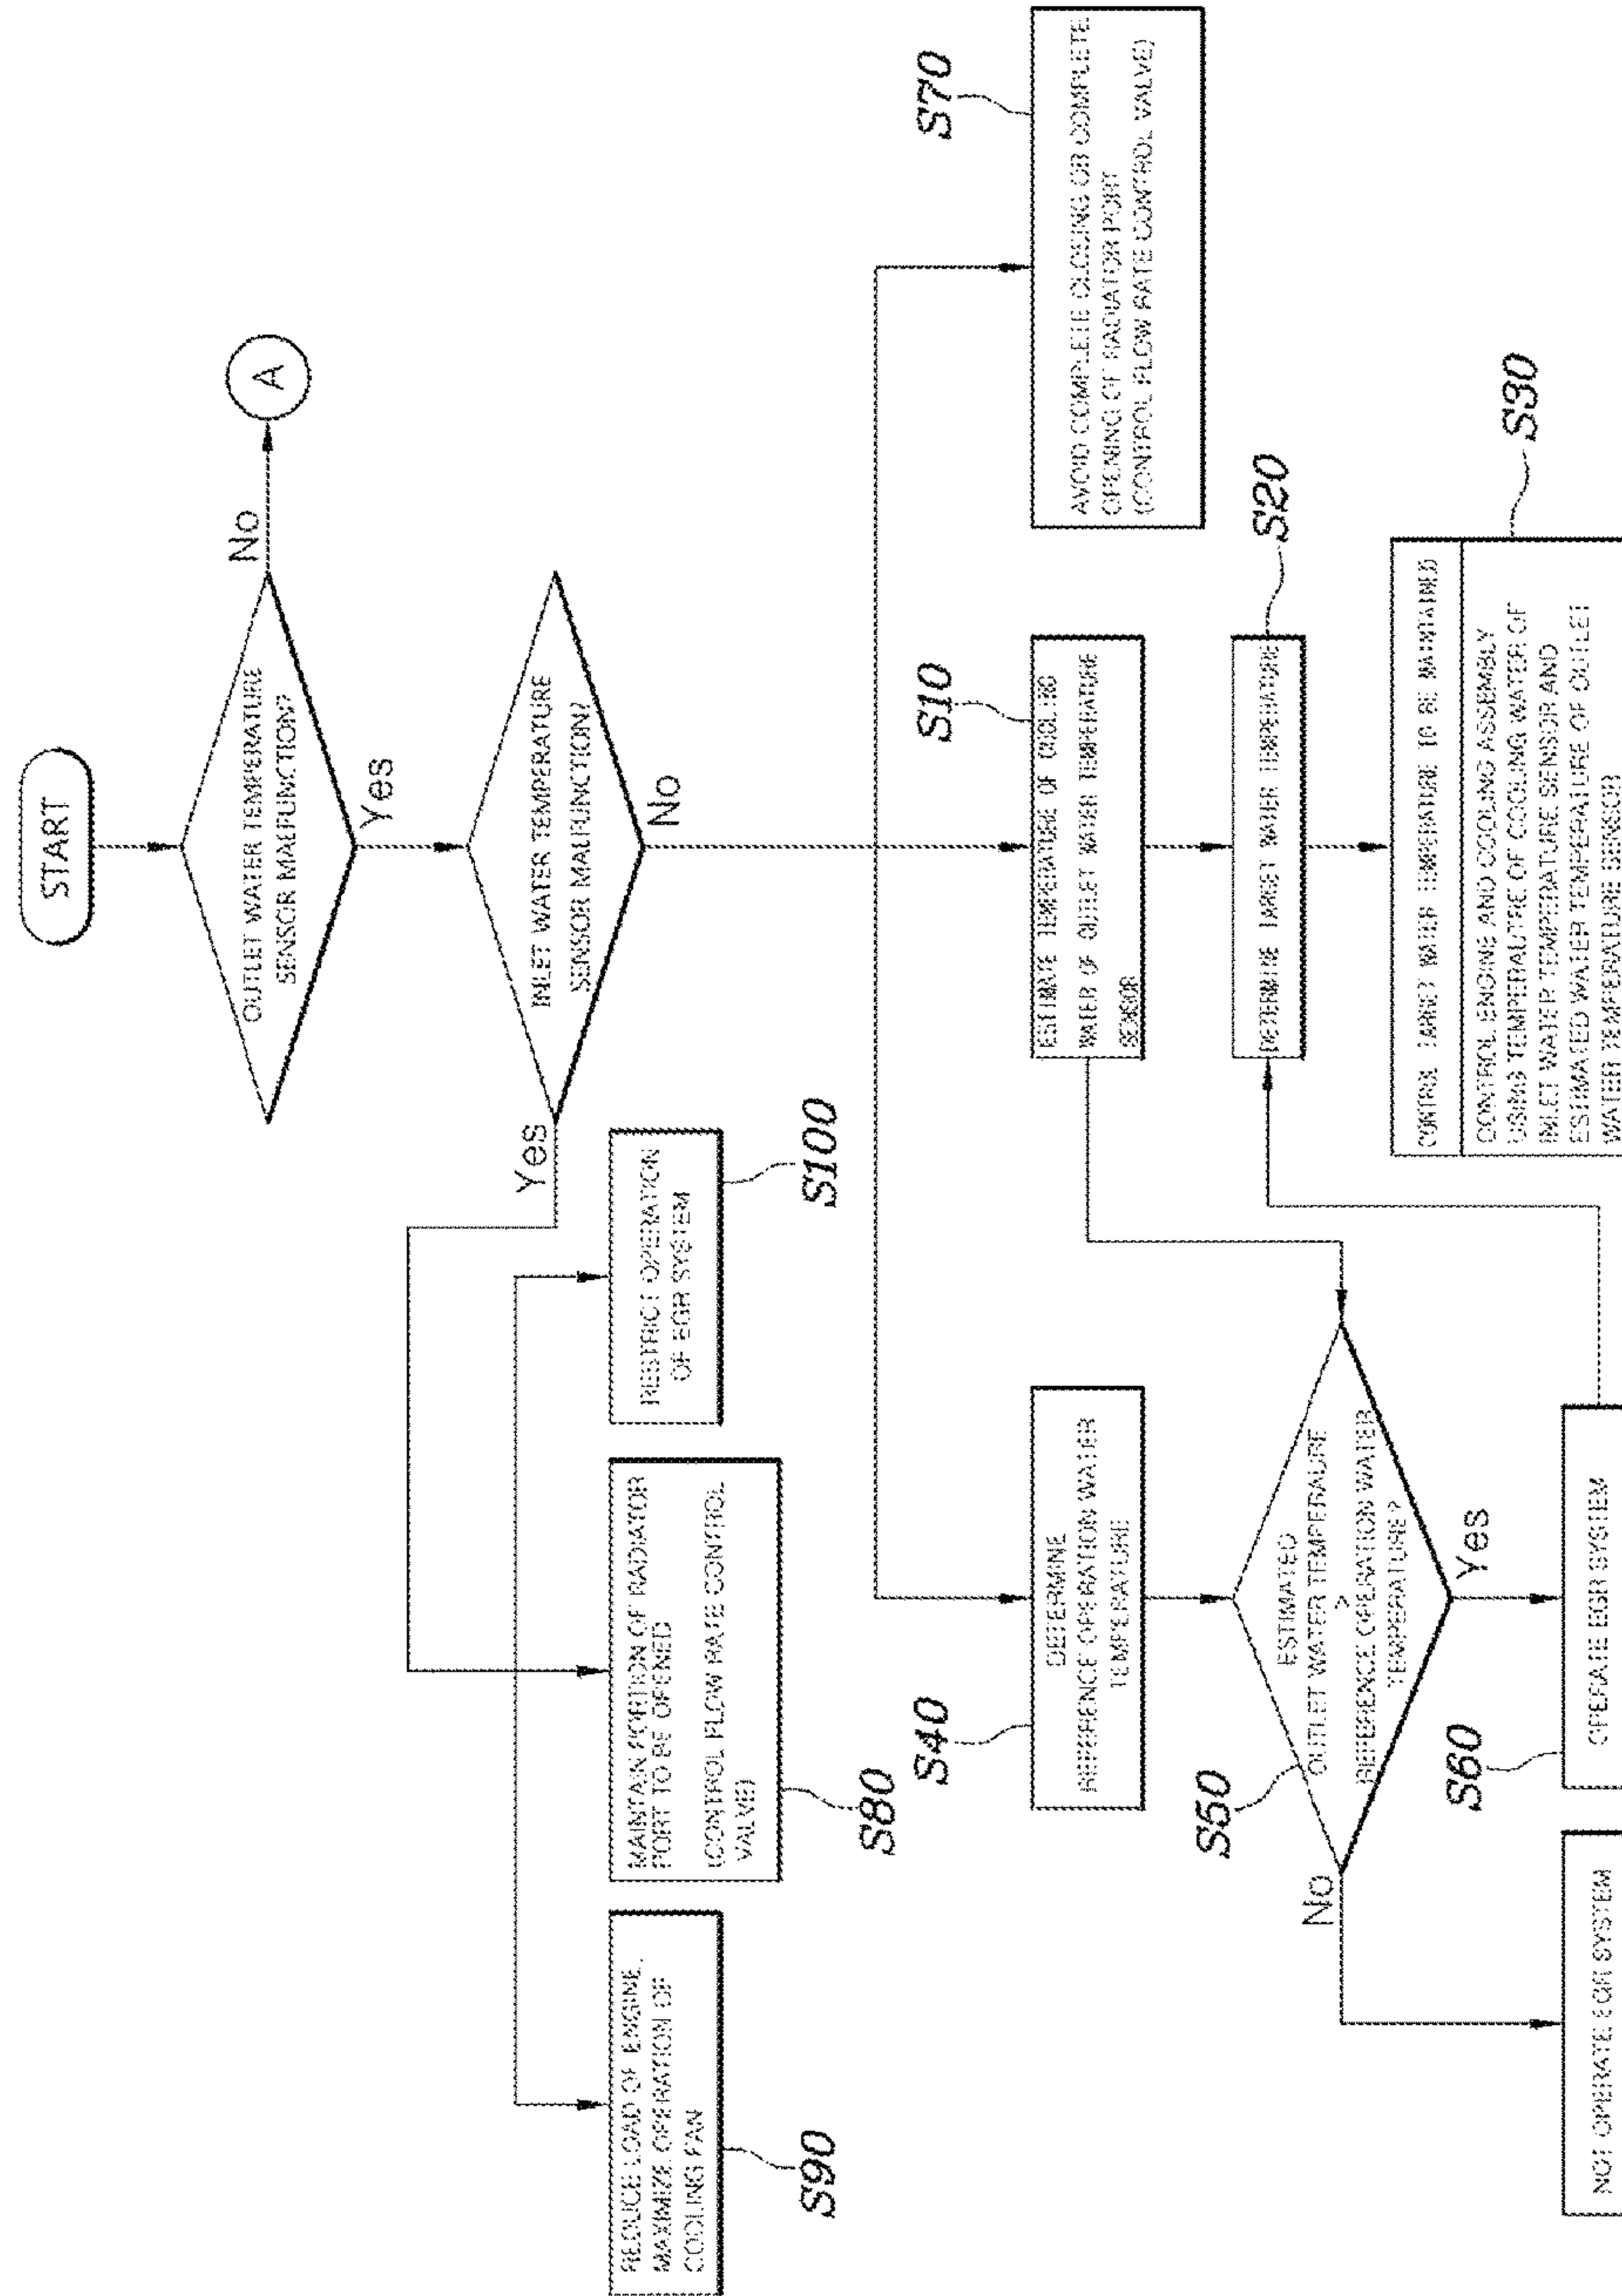 START
OUTLET WATER TEMPERATURE
SENSOR MALFUNCTION?
No
A
Yes
INLET WATER TEMPERATURE
SENSOR MALFUNCTION?
Yes
No
REDUCE LOAD OF ENGINE,
MAXIMIZE OPERATION OF
COOLING FAN
S90
MAINTAIN PORTION OF RADIATOR
PORT TO BE OPENED
(CONTROL FLOW RATE CONTROL
VALVE)
S80
RESTRICT OPERATION
OF EGR SYSTEM
S100
DETERMINE
REFERENCE OPERATION WATER
TEMPERATURE
S40
ESTIMATE TEMPERATURE OF COOLING
WATER OF OUTLET WATER TEMPERATURE
SENSOR
S10
AVOID COMPLETE CLOSING OR COMPLETE
OPENING OF RADIATOR PORT
(CONTROL FLOW RATE CONTROL VALVE)
S70
ESTIMATED
OUTLET WATER TEMPERAURE
>
REFERENCE OPERATION WATER
TEMPERATURE?
S50
No
Yes
DETERMINE TARGET WATER TEMPERATURE
S20
CONTROL TARGET WATER TEMPERATURE TO BE MAINTAINED
CONTROL ENGINE AND COOLING ASSEMBLY
USING TEMPERAUTRE OF COOLING WATER OF
INLET WATER TEMPERATURE SENSOR AND
ESTIMATED WATER TEMPERATURE OF OUTLET
WATER TEMPERATURE SENSOR
S30
NOT OPERATE EGR SYSTEM
OPERATE EGR SYSTEM
S60